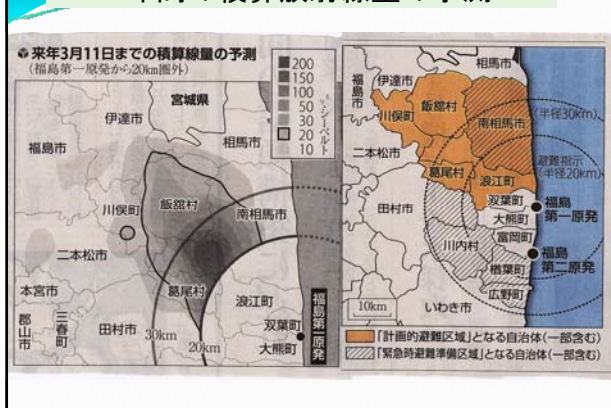 来年3月11日までの積算線量の予測
(福島第一原発から20km圏外)
200
150
100
50
30
20
10
ミリシーベルト
宮城県
伊達市
福島市
相馬市
飯舘村
川俣町
南相馬市
二本松市
葛尾村
浪江町
本宮市
郡山市
三春町
田村市
30km
20km
双葉町
大熊町
福島第一原発
相馬市
福島市
伊達市
飯舘村
川俣町
南相馬市
(半径30km)
二本松市
避難指示
(半径20km)
葛尾村
浪江町
双葉町
大熊町
福島
第一原発
田村市
富岡町
川内村
福島
第二原発
楢葉町
広野町
10km
いわき市
「計画的避難区域」となる自治体(一部含む)
「緊急時避難準備区域」となる自治体(一部含む)